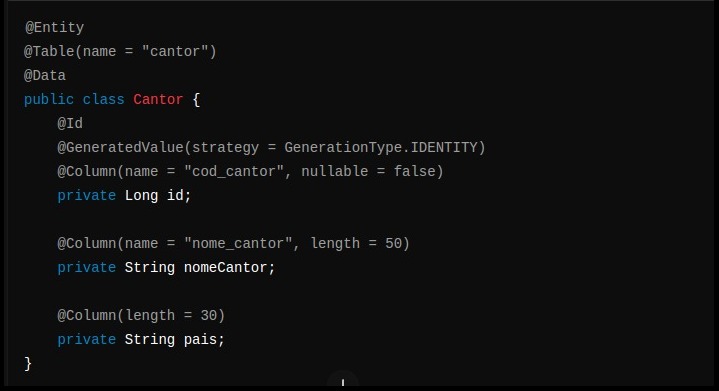 @Entity
@Table(name = "cantor")
@Data
public class Cantor {
@Id
@GeneratedValue(strategy = GenerationType.IDENTITY)
@Column(name = "cod_cantor", nullable = false)
private Long id;
@Column(name = "nome_cantor", length = 50)
private String nomeCantor;
@Column(length = 30)
private String pais;
}